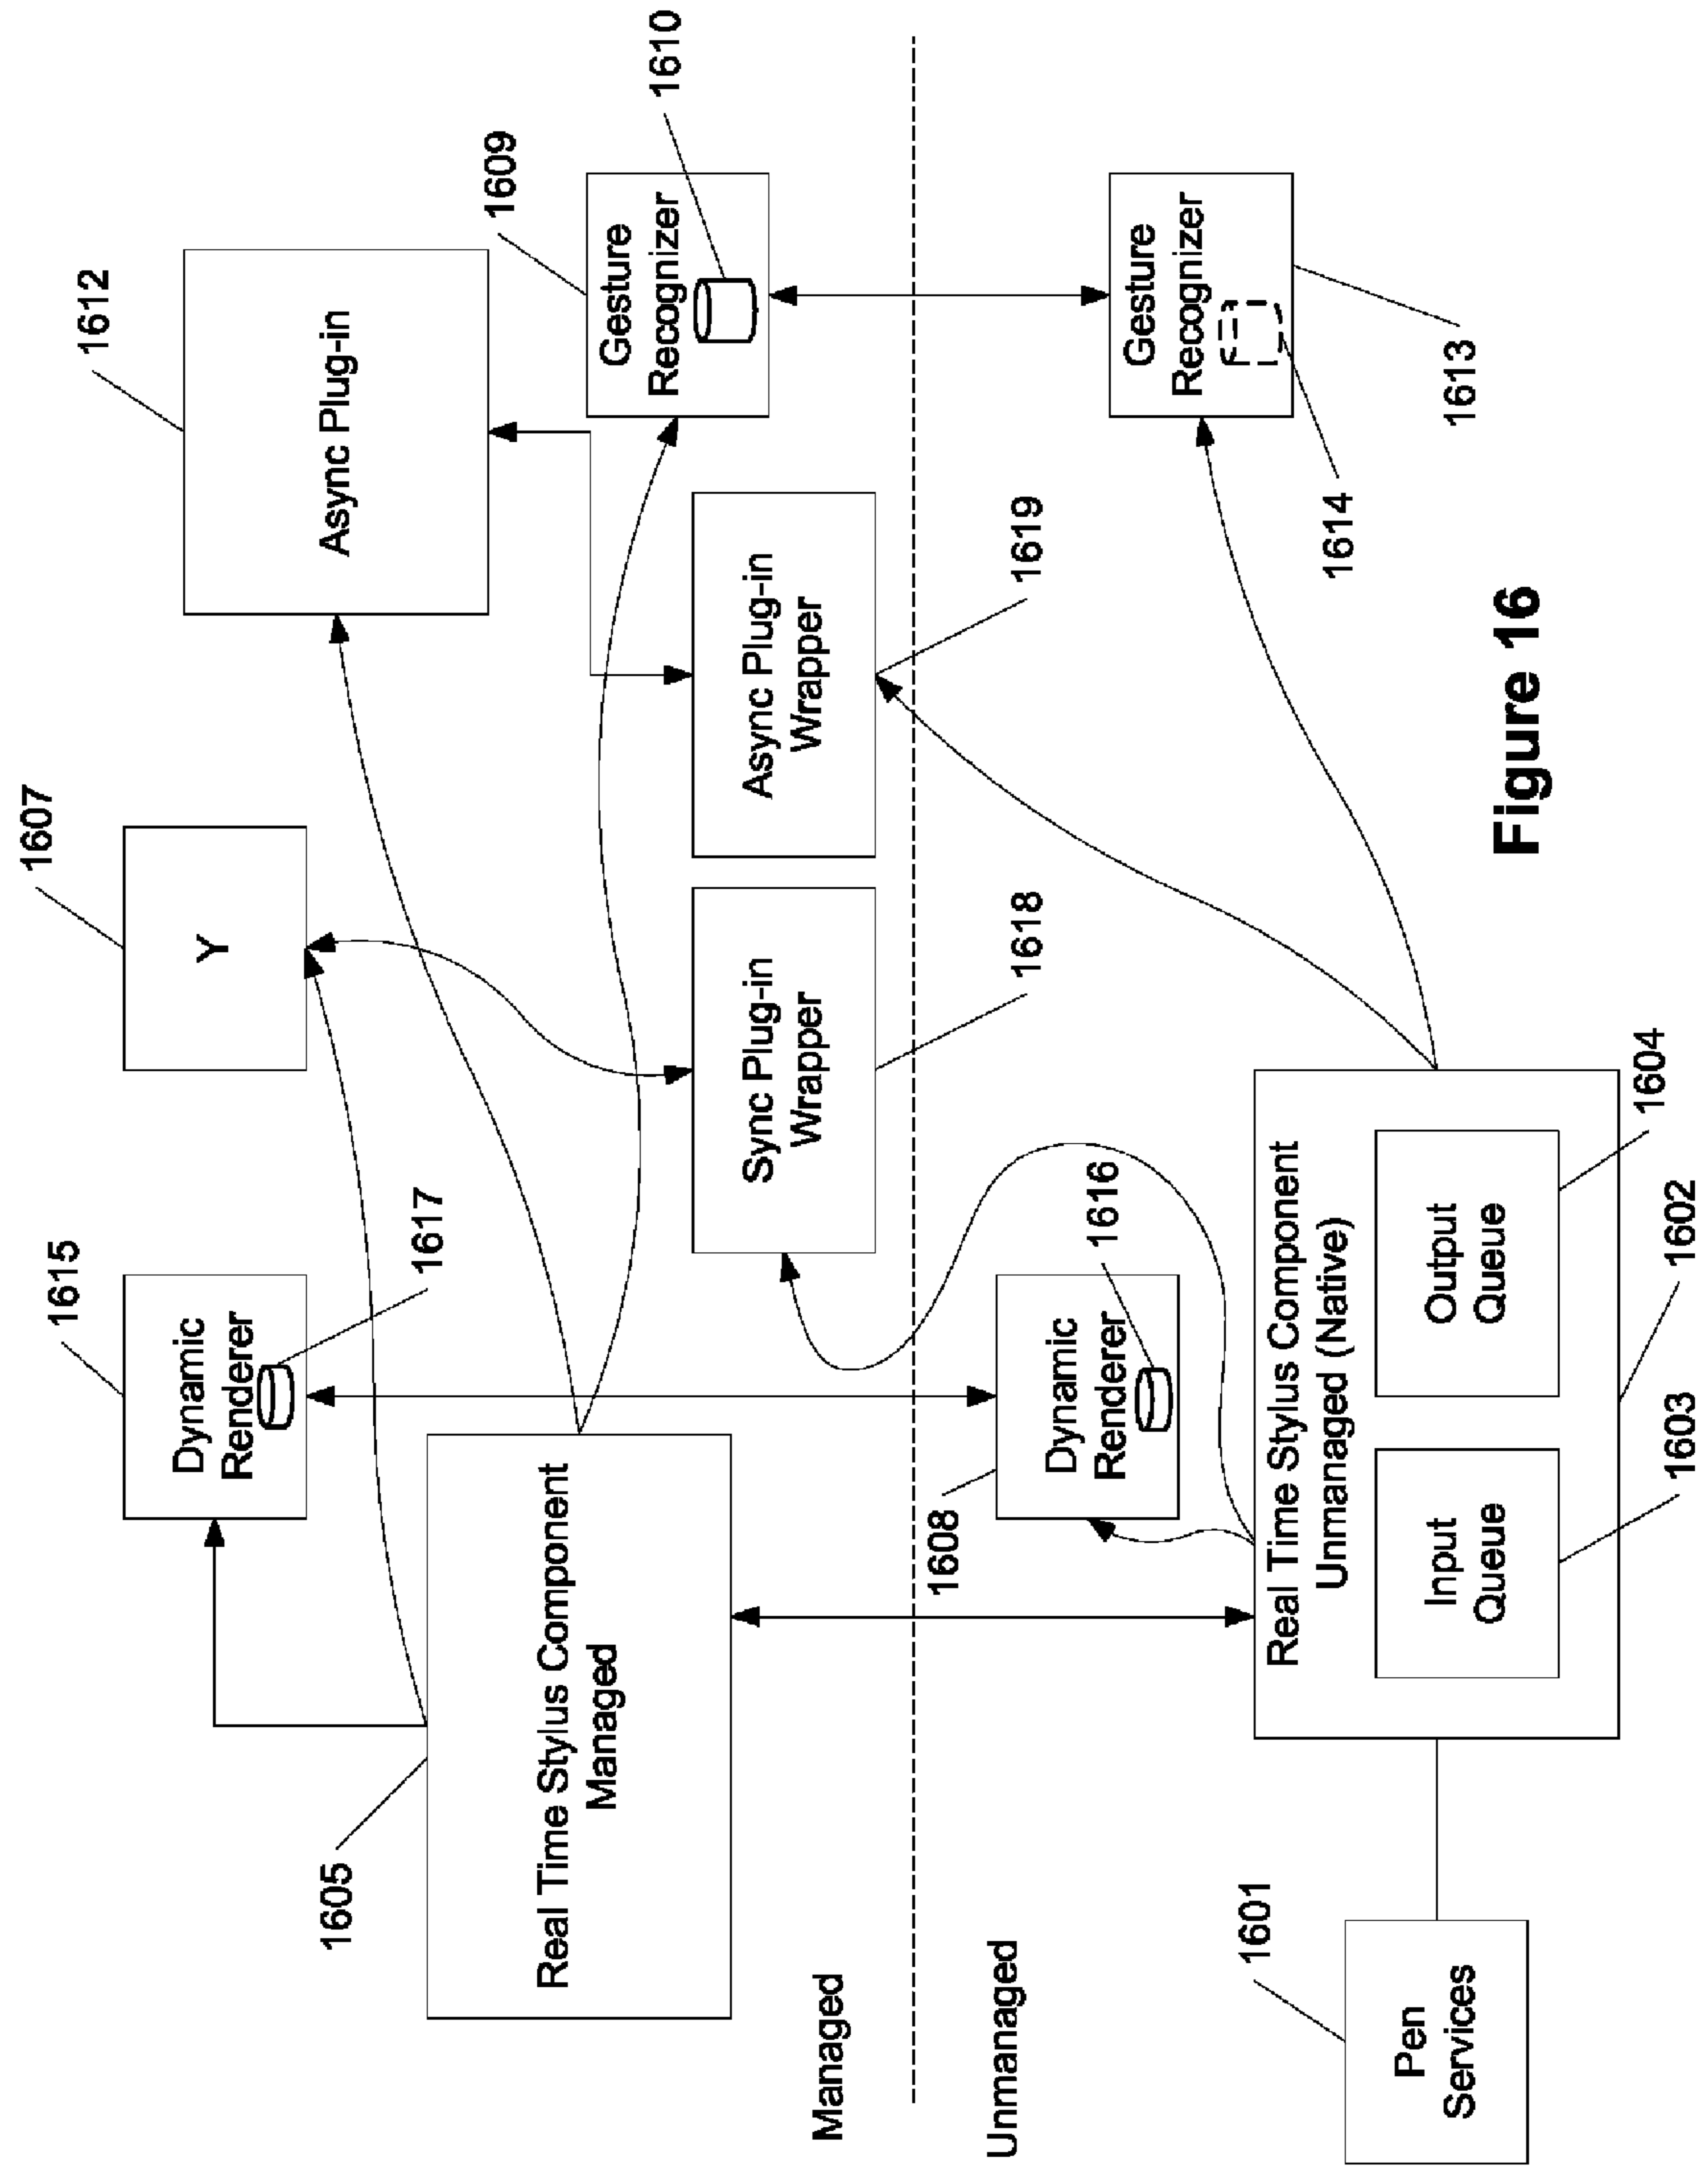 1615
Dynamic
Renderer
1617
1607
Y
1612
Async Plug-in
1605
Real Time Stylus Component
Managed
1609
Gesture
Recognizer
1610
Sync Plug-in
Wrapper
1618
Async Plug-in
Wrapper
1619
Managed
Unmanaged
1608
Dynamic
Renderer
1616
Gesture
Recognizer
1614
1613
1601
Pen
Services
Real Time Stylus Component
Unmanaged (Native)
Input
Queue
Output
Queue
1603
1602
1604
Figure 16